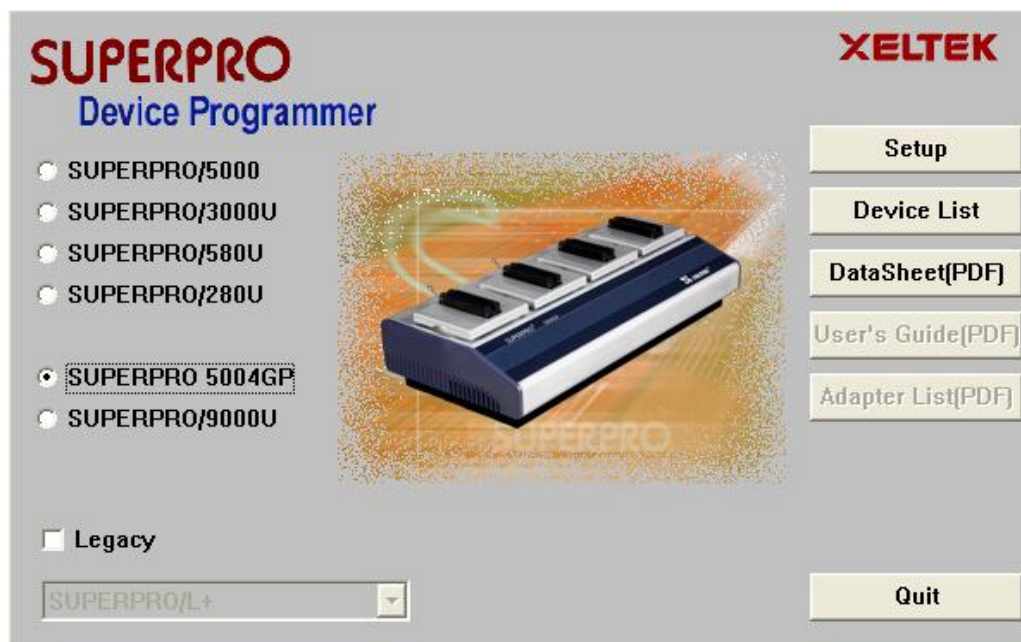 SUPERPRO
Device Programmer
XELTEK
SUPERPRO/5000
SUPERPRO/3000U
SUPERPRO/580U
SUPERPRO/280U
SUPERPRO 5004GP
SUPERPRO/9000U
Legacy
SUPERPRO/L+
Setup
Device List
DataSheet(PDF)
User's Guide(PDF)
Adapter List(PDF)
Quit
SUPERPRO
SUPERPRO